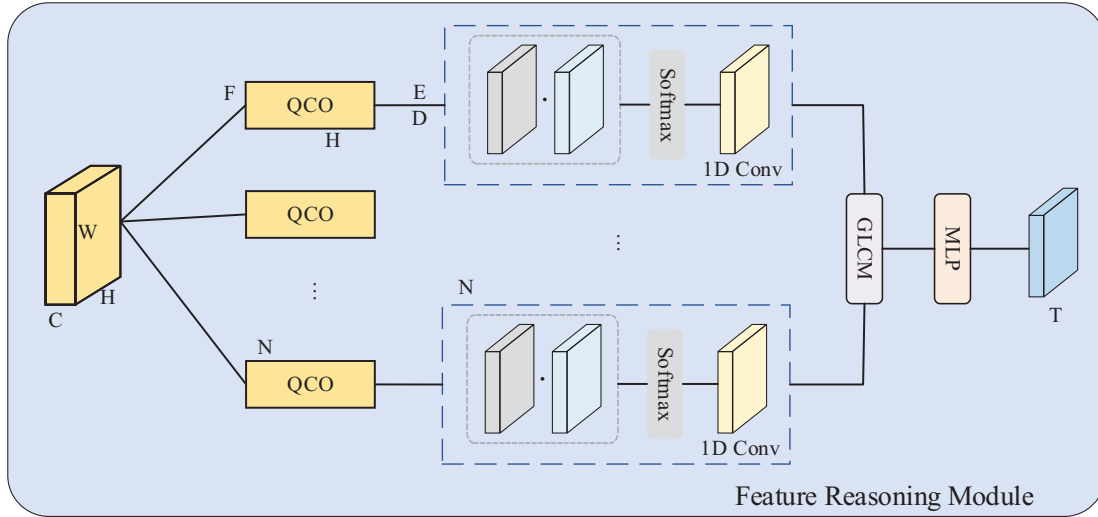 F
QCO
H
E
D
Softmax
1D Conv
W
H
C
QCO
...
...
GLCM
MLP
T
N
QCO
N
Softmax
1D Conv
Feature Reasoning Module